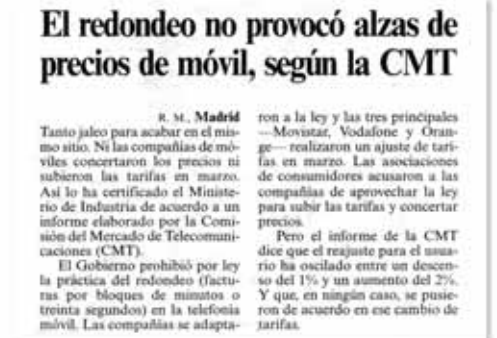 El redondeo no provocó alzas de
precios de móvil, según la CMT
R. M., Madrid
Tanto jaleo para acabar en el mis-
mo sitio. Ni las compañías de mó-
viles concertaron los precios ni
subieron las tarifas en marzo.
Así lo ha certificado el Ministe-
rio de Industria de acuerdo a un
informe elaborado por la Comi-
sión del Mercado de Telecomuni-
caciones (CMT).
El Gobierno prohibió por ley
la práctica del redondeo (factu-
ras por bloques de minutos o
treinta segundos) en la telefonía
móvil. Las compañías se adapta-
ron a la ley y las tres principales
—Movistar, Vodafone y Oran-
ge— realizaron un ajuste de tari-
fas en marzo. Las asociaciones
de consumidores acusaron a las
compañías de aprovechar la ley
para subir las tarifas y concertar
precios.
Pero el informe de la CMT
dice que el reajuste para el usua-
rio ha oscilado entre un descen-
so del 1% y un aumento del 2%.
Y que, en ningún caso, se pusie-
ron de acuerdo en ese cambio de
tarifas.